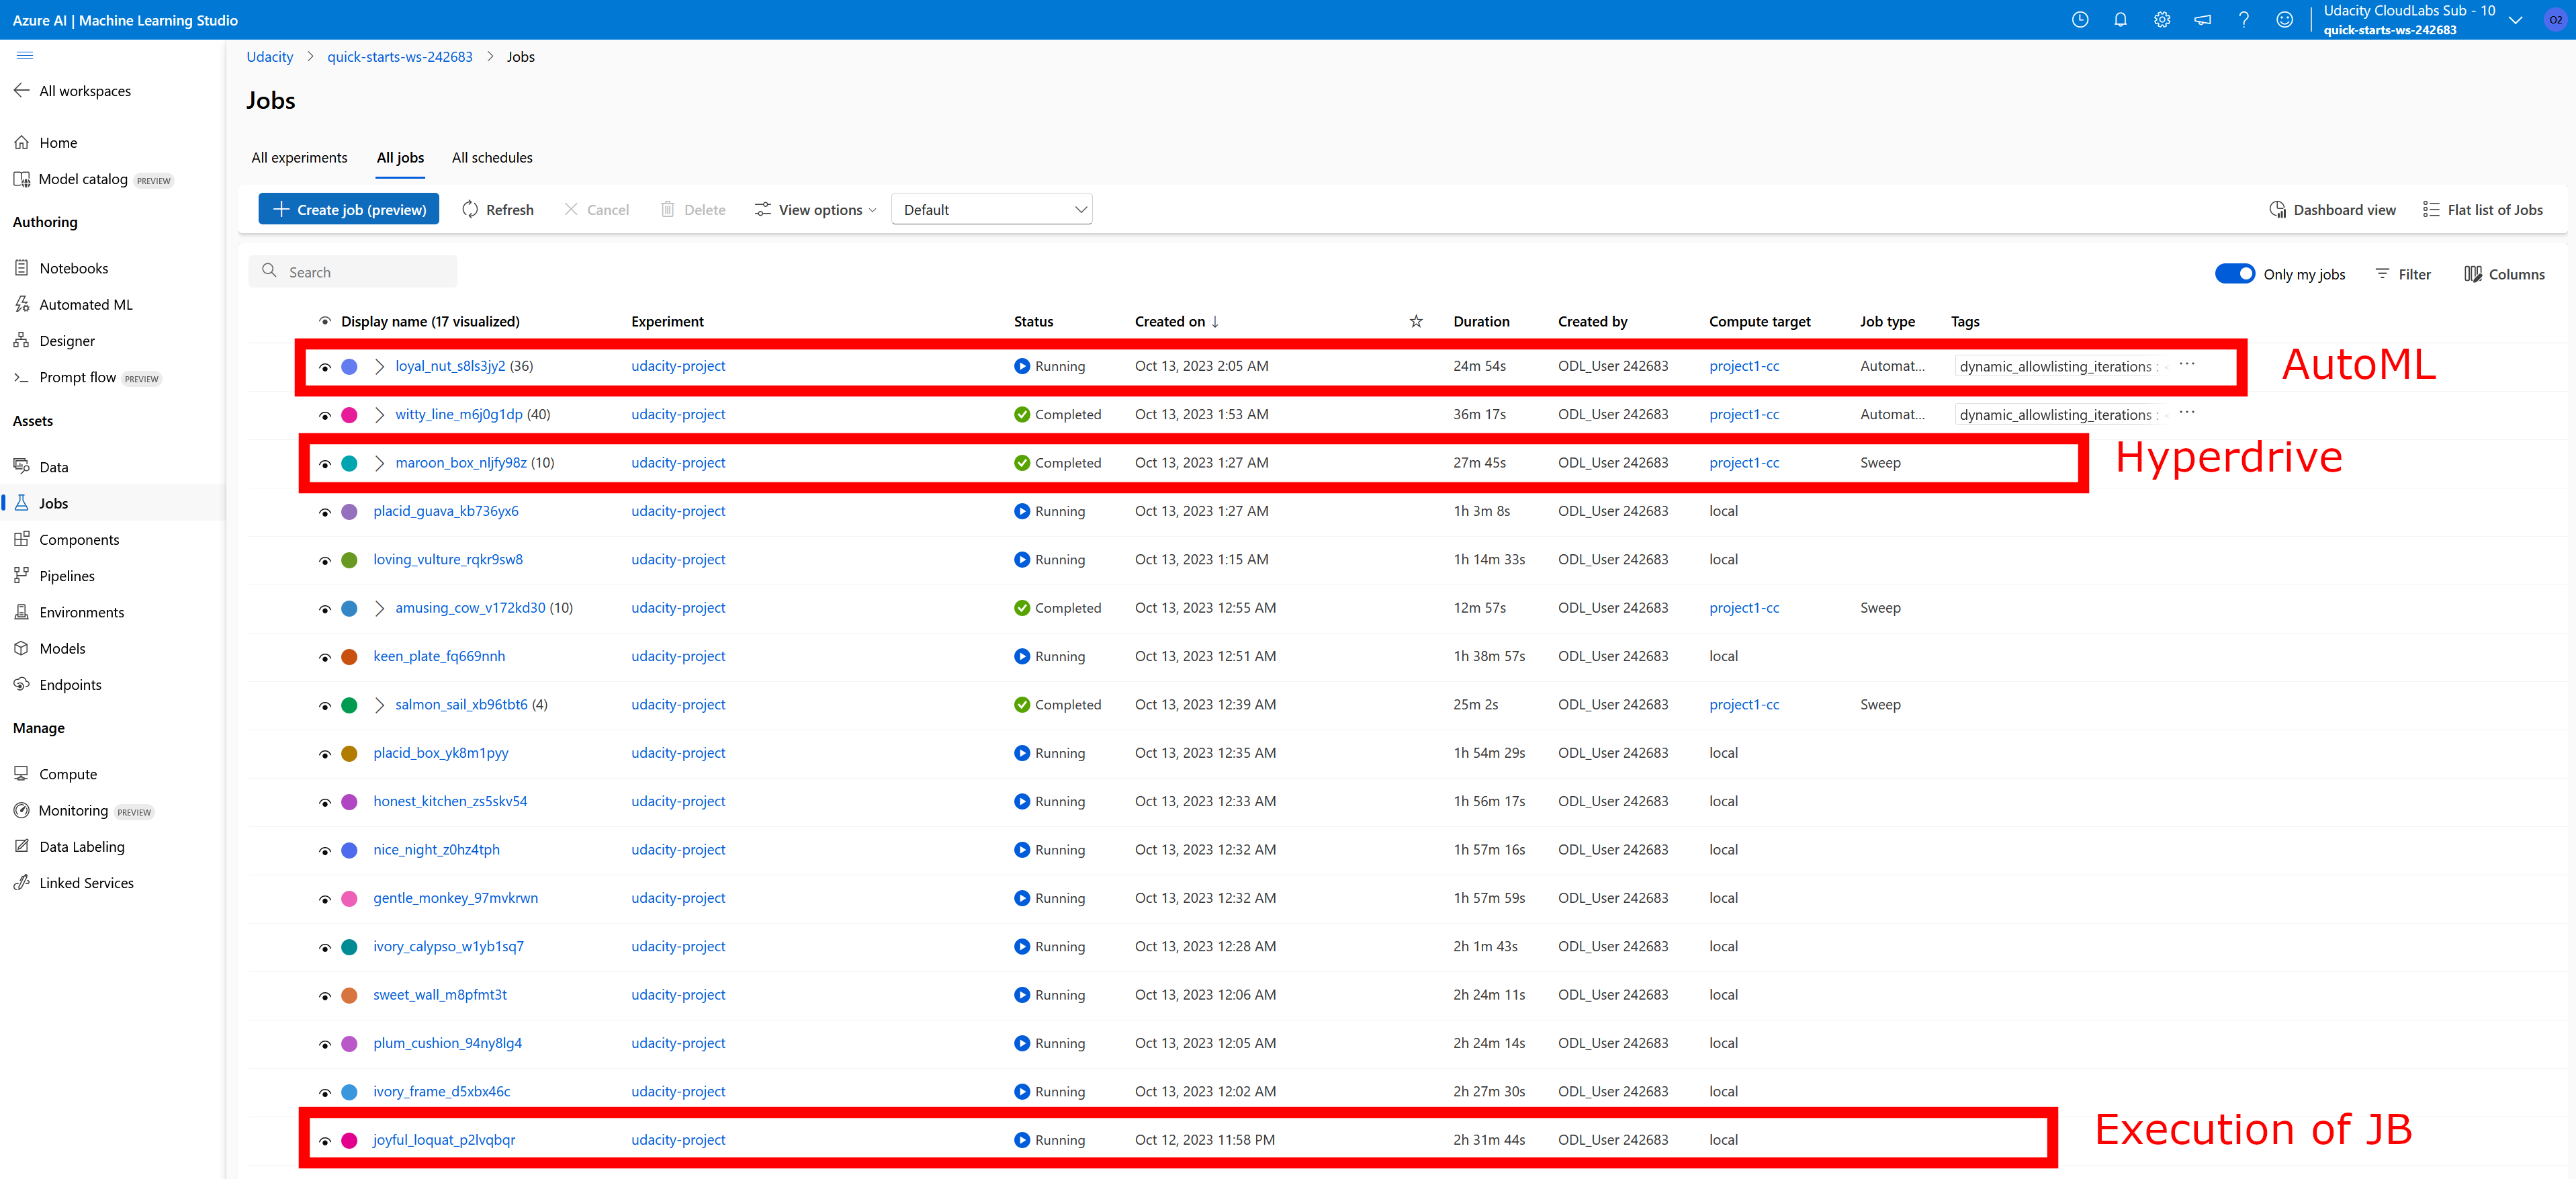 Azure AI | Machine Learning Studio
Udacity CloudLabs Sub - 10
quick-starts-ws-242683
O2
All workspaces
Home
Model catalog PREVIEW
Authoring
Notebooks
Automated ML
Designer
Prompt flow PREVIEW
Assets
Data
Jobs
Components
Pipelines
Environments
Models
Endpoints
Manage
Compute
Monitoring PREVIEW
Data Labeling
Linked Services
Udacity > quick-starts-ws-242683 > Jobs
Jobs
All experiments All jobs All schedules
Create job (preview) Refresh Cancel Delete View options Default Dashboard view Flat list of Jobs
Search Only my jobs Filter Columns
Display name (17 visualized) Experiment Status Created on ↓ Duration Created by Compute target Job type Tags
loyal_nut_s8ls3jy2 (36) udacity-project Running Oct 13, 2023 2:05 AM 24m 54s ODL_User 242683 project1-cc Automat... dynamic_allowlisting_iterations : ... AutoML
witty_line_m6j0g1dp (40) udacity-project Completed Oct 13, 2023 1:53 AM 36m 17s ODL_User 242683 project1-cc Automat... dynamic_allowlisting_iterations : ...
maroon_box_nljfy98z (10) udacity-project Completed Oct 13, 2023 1:27 AM 27m 45s ODL_User 242683 project1-cc Sweep Hyperdrive
placid_guava_kb736yx6 udacity-project Running Oct 13, 2023 1:27 AM 1h 3m 8s ODL_User 242683 local
loving_vulture_rqkr9sw8 udacity-project Running Oct 13, 2023 1:15 AM 1h 14m 33s ODL_User 242683 local
amusing_cow_v172kd30 (10) udacity-project Completed Oct 13, 2023 12:55 AM 12m 57s ODL_User 242683 project1-cc Sweep
keen_plate_fq669nnh udacity-project Running Oct 13, 2023 12:51 AM 1h 38m 57s ODL_User 242683 local
salmon_sail_xb96tbt6 (4) udacity-project Completed Oct 13, 2023 12:39 AM 25m 2s ODL_User 242683 project1-cc Sweep
placid_box_yk8m1pyy udacity-project Running Oct 13, 2023 12:35 AM 1h 54m 29s ODL_User 242683 local
honest_kitchen_zs5skv54 udacity-project Running Oct 13, 2023 12:33 AM 1h 56m 17s ODL_User 242683 local
nice_night_z0hz4tph udacity-project Running Oct 13, 2023 12:32 AM 1h 57m 16s ODL_User 242683 local
gentle_monkey_97mvkrwn udacity-project Running Oct 13, 2023 12:32 AM 1h 57m 59s ODL_User 242683 local
ivory_calypso_w1yb1sq7 udacity-project Running Oct 13, 2023 12:28 AM 2h 1m 43s ODL_User 242683 local
sweet_wall_m8pfmt3t udacity-project Running Oct 13, 2023 12:06 AM 2h 24m 11s ODL_User 242683 local
plum_cushion_94ny8lg4 udacity-project Running Oct 13, 2023 12:05 AM 2h 24m 14s ODL_User 242683 local
ivory_frame_d5xbx46c udacity-project Running Oct 13, 2023 12:02 AM 2h 27m 30s ODL_User 242683 local
joyful_loquat_p2lvqbqr udacity-project Running Oct 12, 2023 11:58 PM 2h 31m 44s ODL_User 242683 local Execution of JB